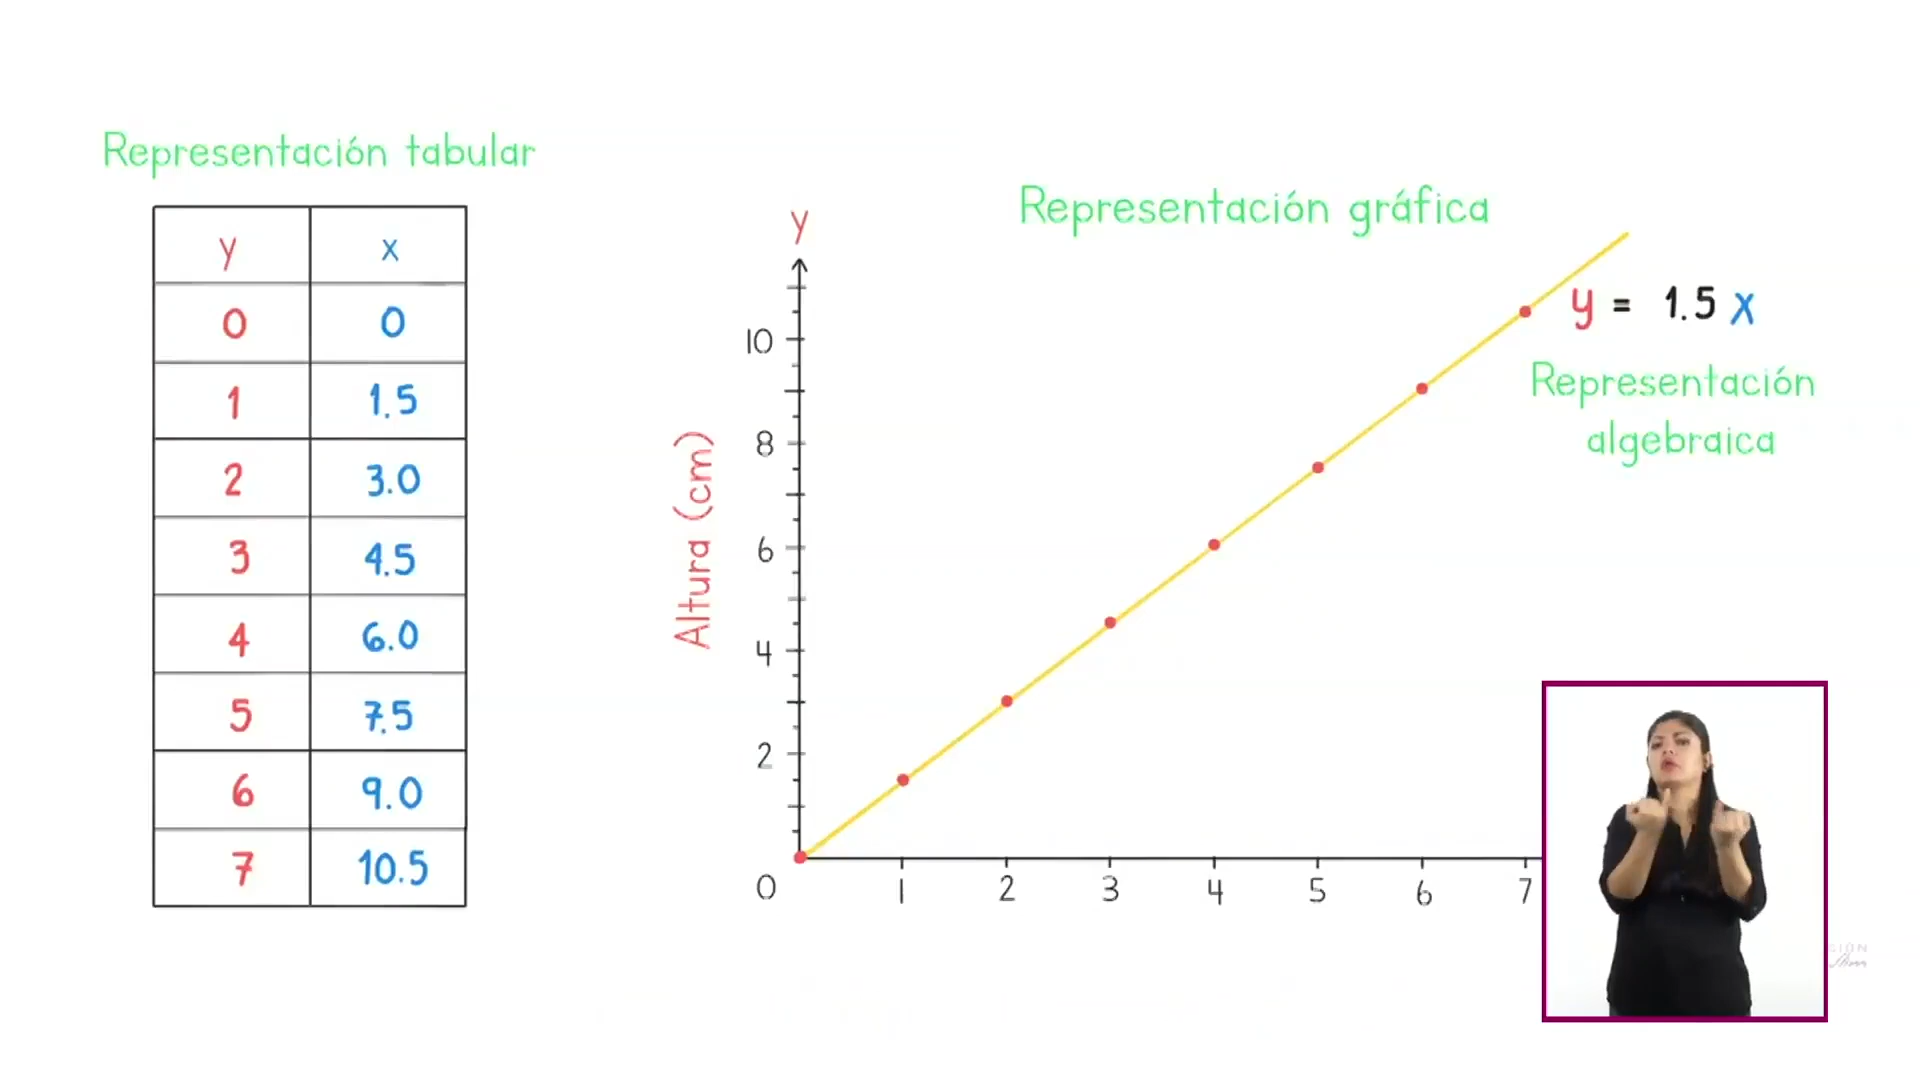 Representación tabular
y x
0 0
1 1.5
2 3.0
3 4.5
4 6.0
5 7.5
6 9.0
7 10.5
Representación gráfica
y
Altura (cm)
10
8
6
4
2
0 1 2 3 4 5 6 7
y = 1.5 x
Representación
algebraica